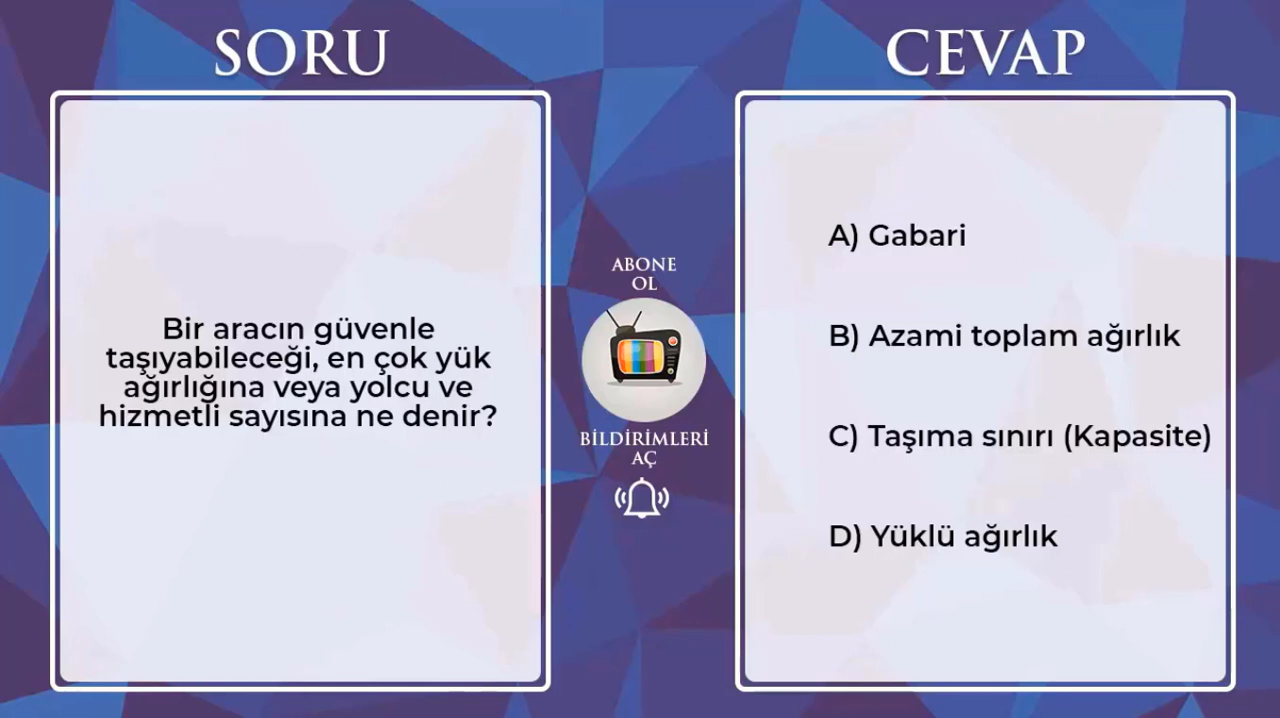 SORU
Bir aracın güvenle
taşıyabileceği, en çok yük
ağırlığına veya yolcu ve
hizmetli sayısına ne denir?
ABONE
OL
BİLDİRİMLERİ
AÇ
CEVAP
A) Gabari
B) Azami toplam ağırlık
C) Taşıma sınırı (Kapasite)
D) Yüklü ağırlık